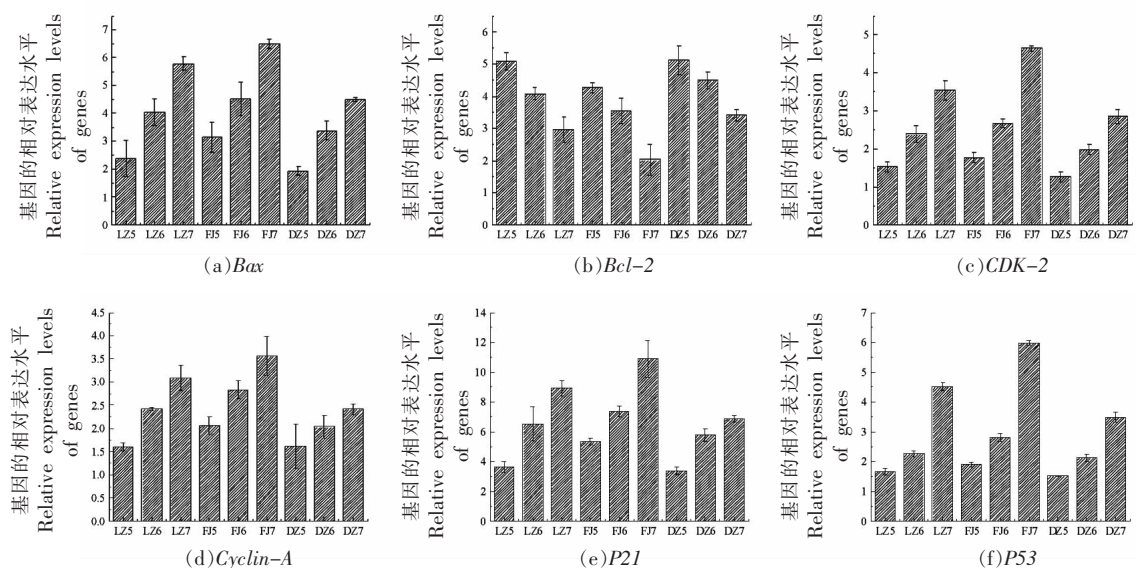 基因的相对表达水平
Relative expression levels
of genes
7
6
5
4
3
2
1
0
LZ5 LZ6 LZ7 FJ5 FJ6 FJ7 DZ5 DZ6 DZ7
(a)Bax
基因的相对表达水平
Relative expression levels
of genes
6
5
4
3
2
1
0
LZ5 LZ6 LZ7 FJ5 FJ6 FJ7 DZ5 DZ6 DZ7
(b)Bcl-2
基因的相对表达水平
Relative expression levels
of genes
5
4
3
2
1
0
LZ5 LZ6 LZ7 FJ5 FJ6 FJ7 DZ5 DZ6 DZ7
(c)CDK-2
基因的相对表达水平
Relative expression levels
of genes
4.5
4.0
3.5
3.0
2.5
2.0
1.5
1.0
0.5
0.0
LZ5 LZ6 LZ7 FJ5 FJ6 FJ7 DZ5 DZ6 DZ7
(d)Cyclin-A
基因的相对表达水平
Relative expression levels
of genes
14
12
10
8
6
4
2
0
LZ5 LZ6 LZ7 FJ5 FJ6 FJ7 DZ5 DZ6 DZ7
(e)P21
基因的相对表达水平
Relative expression levels
of genes
7
6
5
4
3
2
1
0
LZ5 LZ6 LZ7 FJ5 FJ6 FJ7 DZ5 DZ6 DZ7
(f)P53